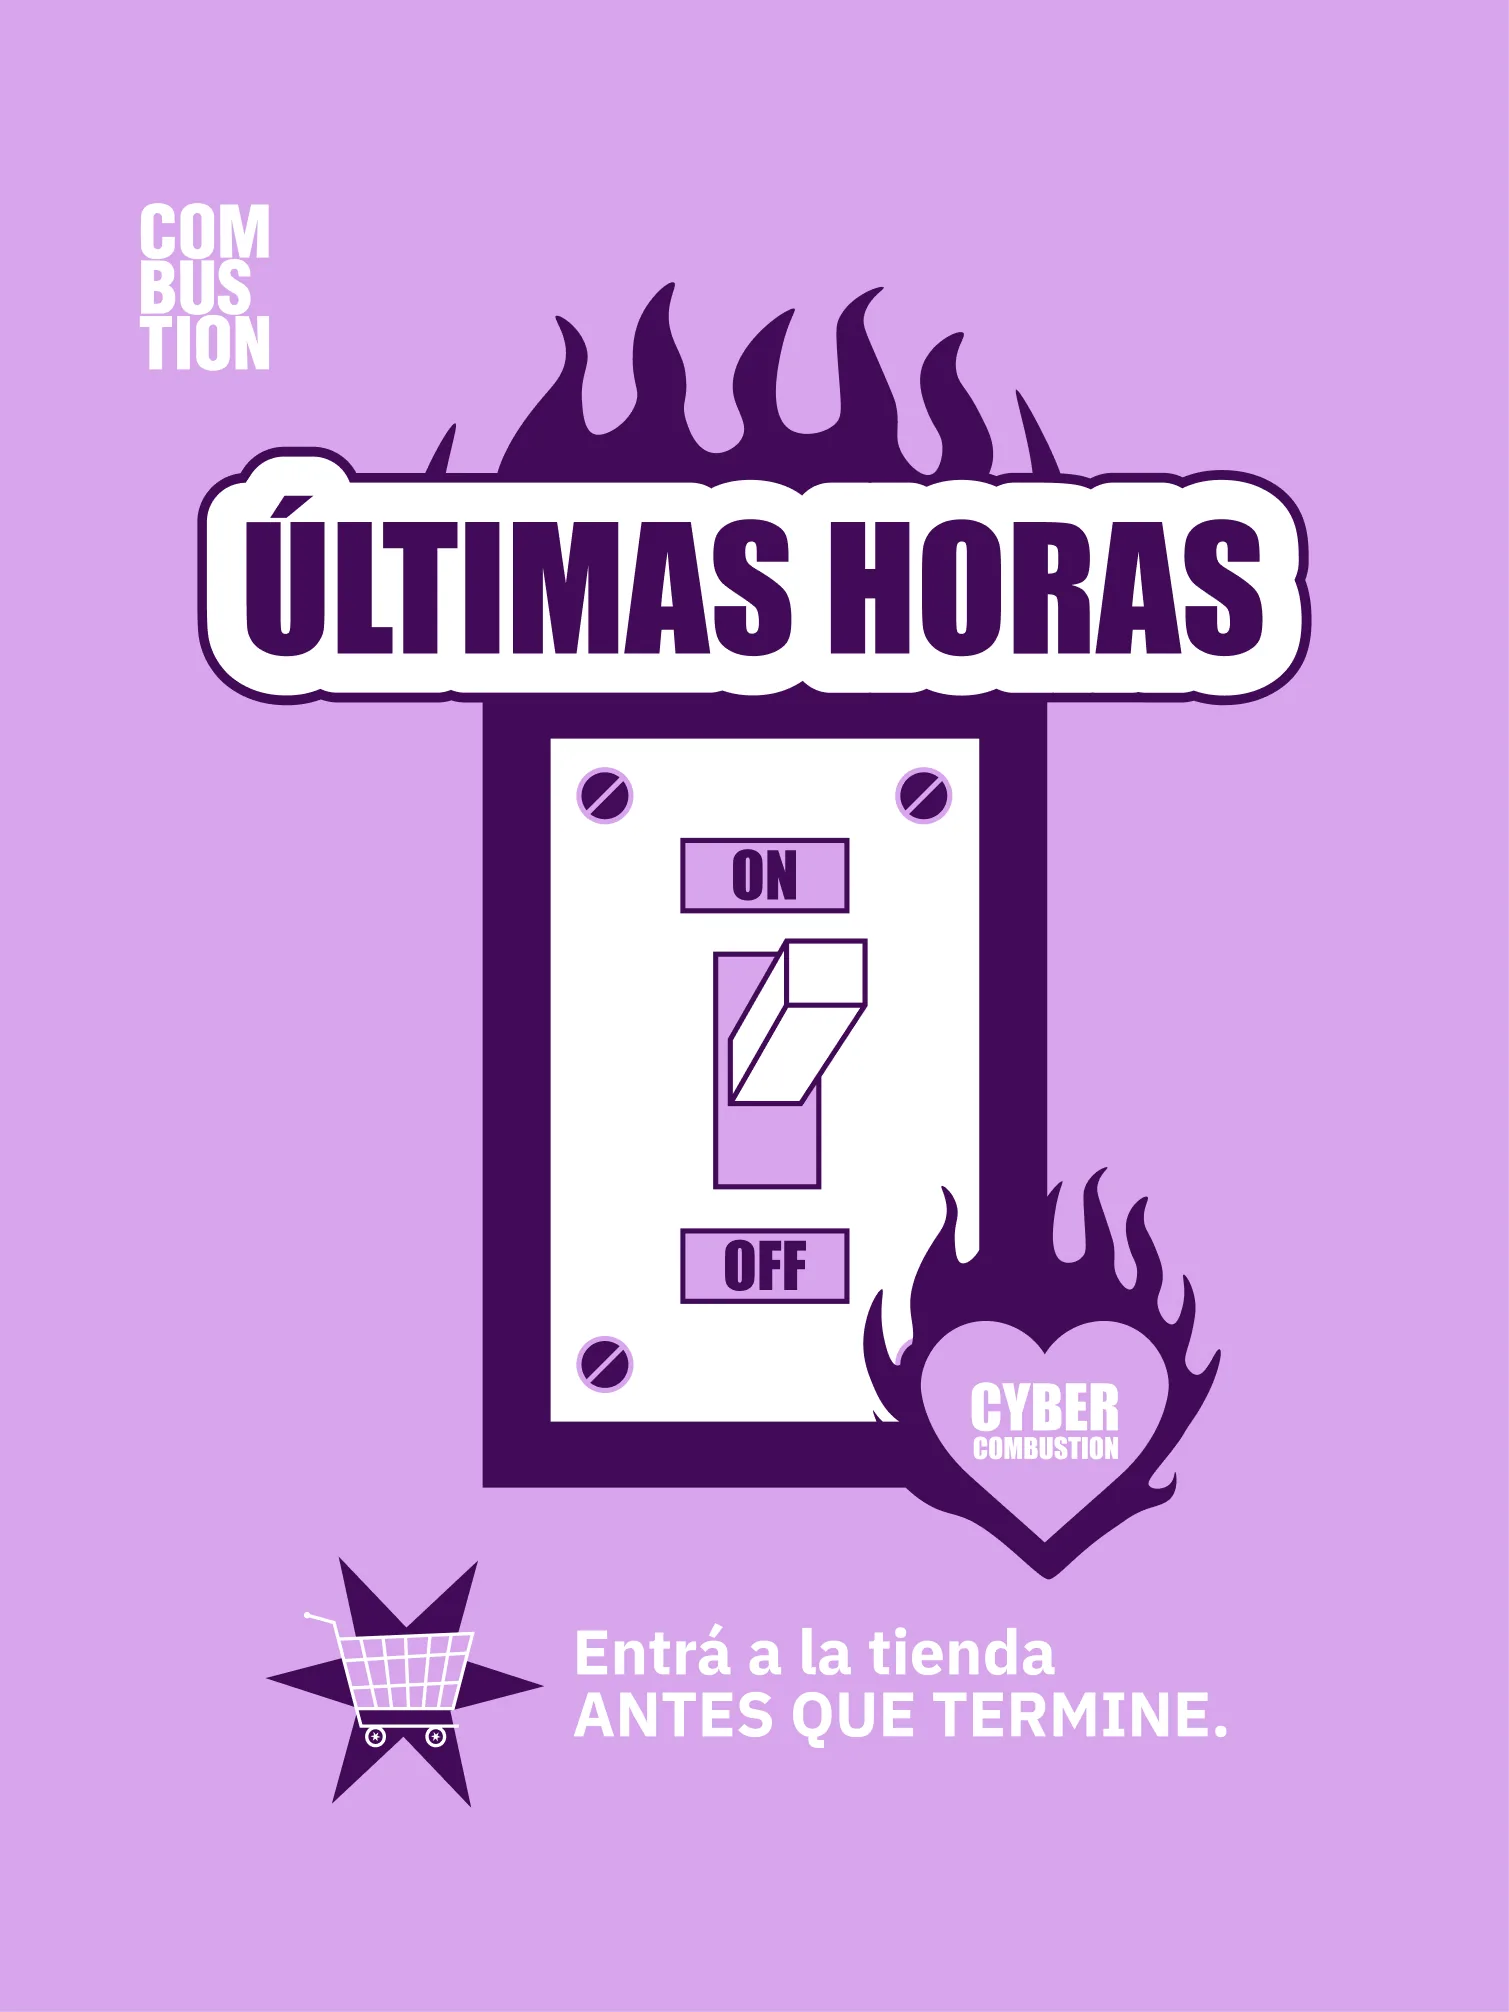 COM
BUS
TION
ÚLTIMAS HORAS
ON
OFF
CYBER
COMBUSTION
Entrá a la tienda
ANTES QUE TERMINE.